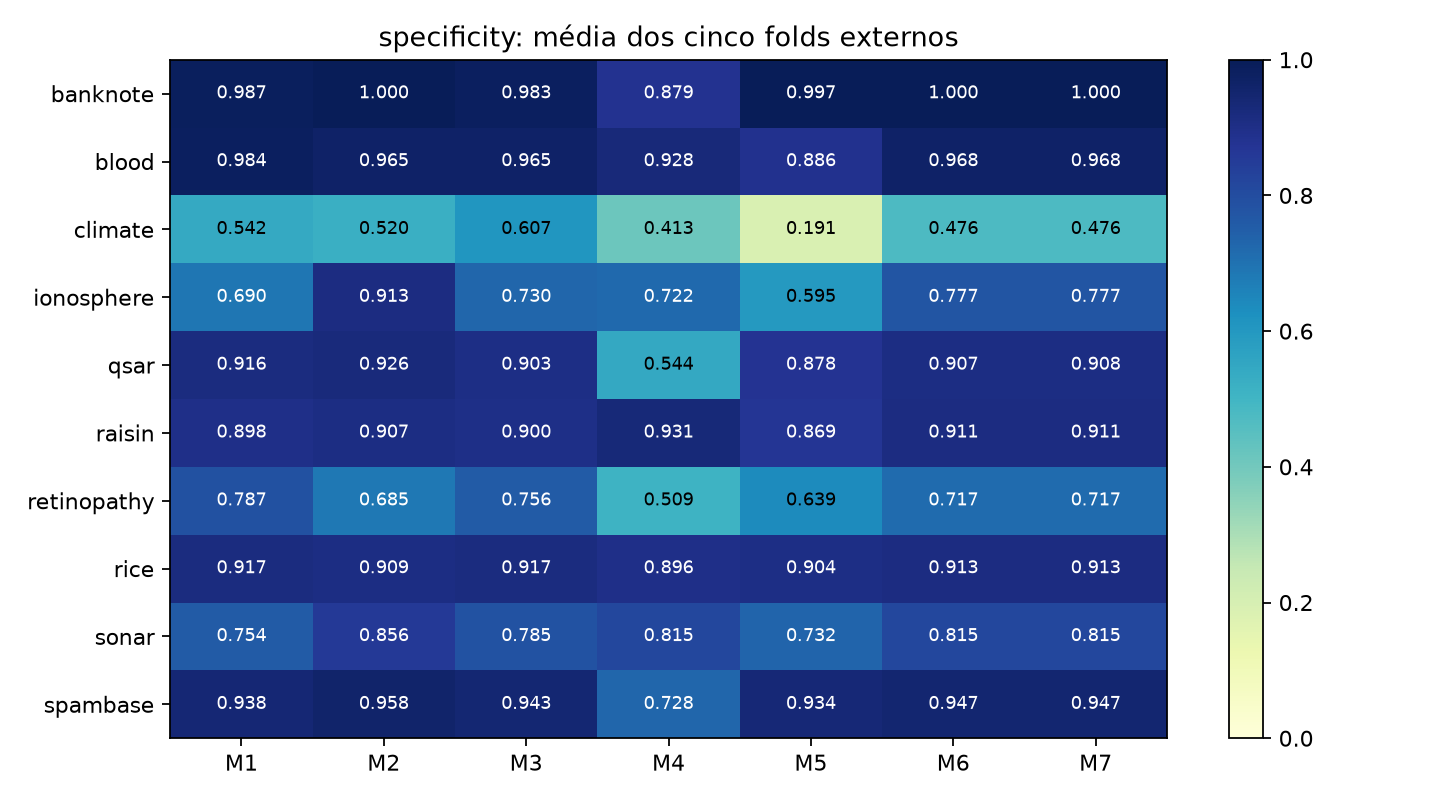 specificity: média dos cinco folds externos
banknote 0.987 1.000 0.983 0.879 0.997 1.000 1.000
blood 0.984 0.965 0.965 0.928 0.886 0.968 0.968
climate 0.542 0.520 0.607 0.413 0.191 0.476 0.476
ionosphere 0.690 0.913 0.730 0.722 0.595 0.777 0.777
qsar 0.916 0.926 0.903 0.544 0.878 0.907 0.908
raisin 0.898 0.907 0.900 0.931 0.869 0.911 0.911
retinopathy 0.787 0.685 0.756 0.509 0.639 0.717 0.717
rice 0.917 0.909 0.917 0.896 0.904 0.913 0.913
sonar 0.754 0.856 0.785 0.815 0.732 0.815 0.815
spambase 0.938 0.958 0.943 0.728 0.934 0.947 0.947
M1 M2 M3 M4 M5 M6 M7
1.0
0.8
0.6
0.4
0.2
0.0